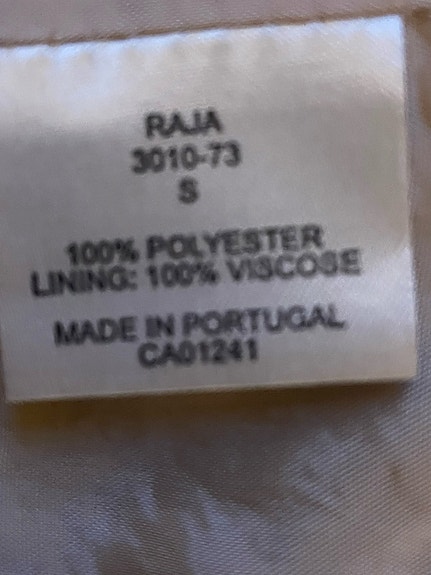 RAJA
3010-73
S
100% POLYESTER
LINING: 100% VISCOSE
MADE IN PORTUGAL
CA01241